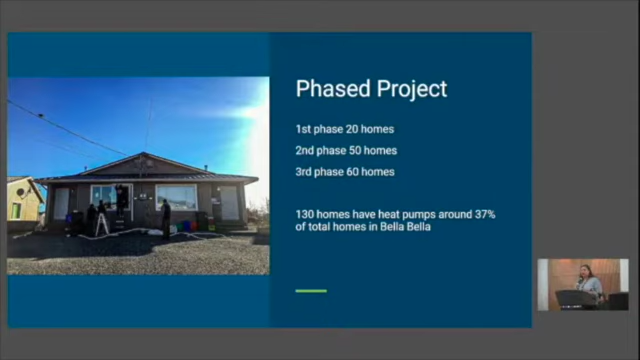 Phased Project
1st phase 20 homes
2nd phase 50 homes
3rd phase 60 homes
130 homes have heat pumps around 37%
of total homes in Bella Bella